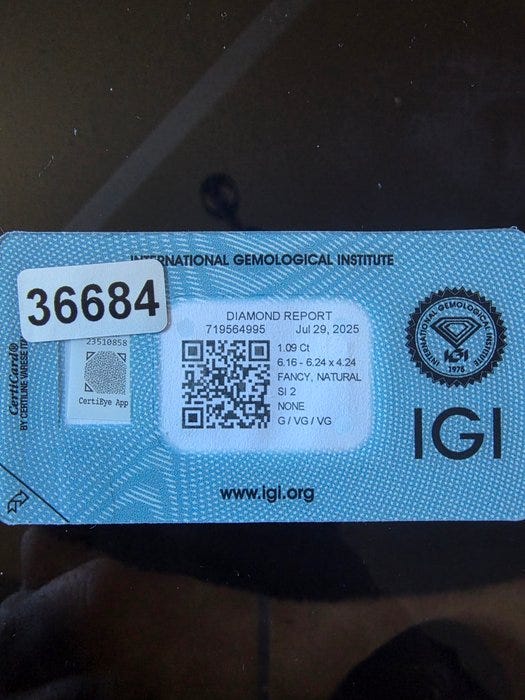 INTERNATIONAL GEMOLOGICAL INSTITUTE
36684
DIAMOND REPORT
719564995 Jul 29, 2025
1.09 Ct
6.16 - 6.24 x 4.24
FANCY, NATURAL
SI 2
NONE
G / VG / VG
23510858
CertiEye App
CertiCard®
BY CERTILINE VARESE
INTERNATIONAL GEMOLOGICAL INSTITUTE
IGI
1975
IGI
www.igi.org